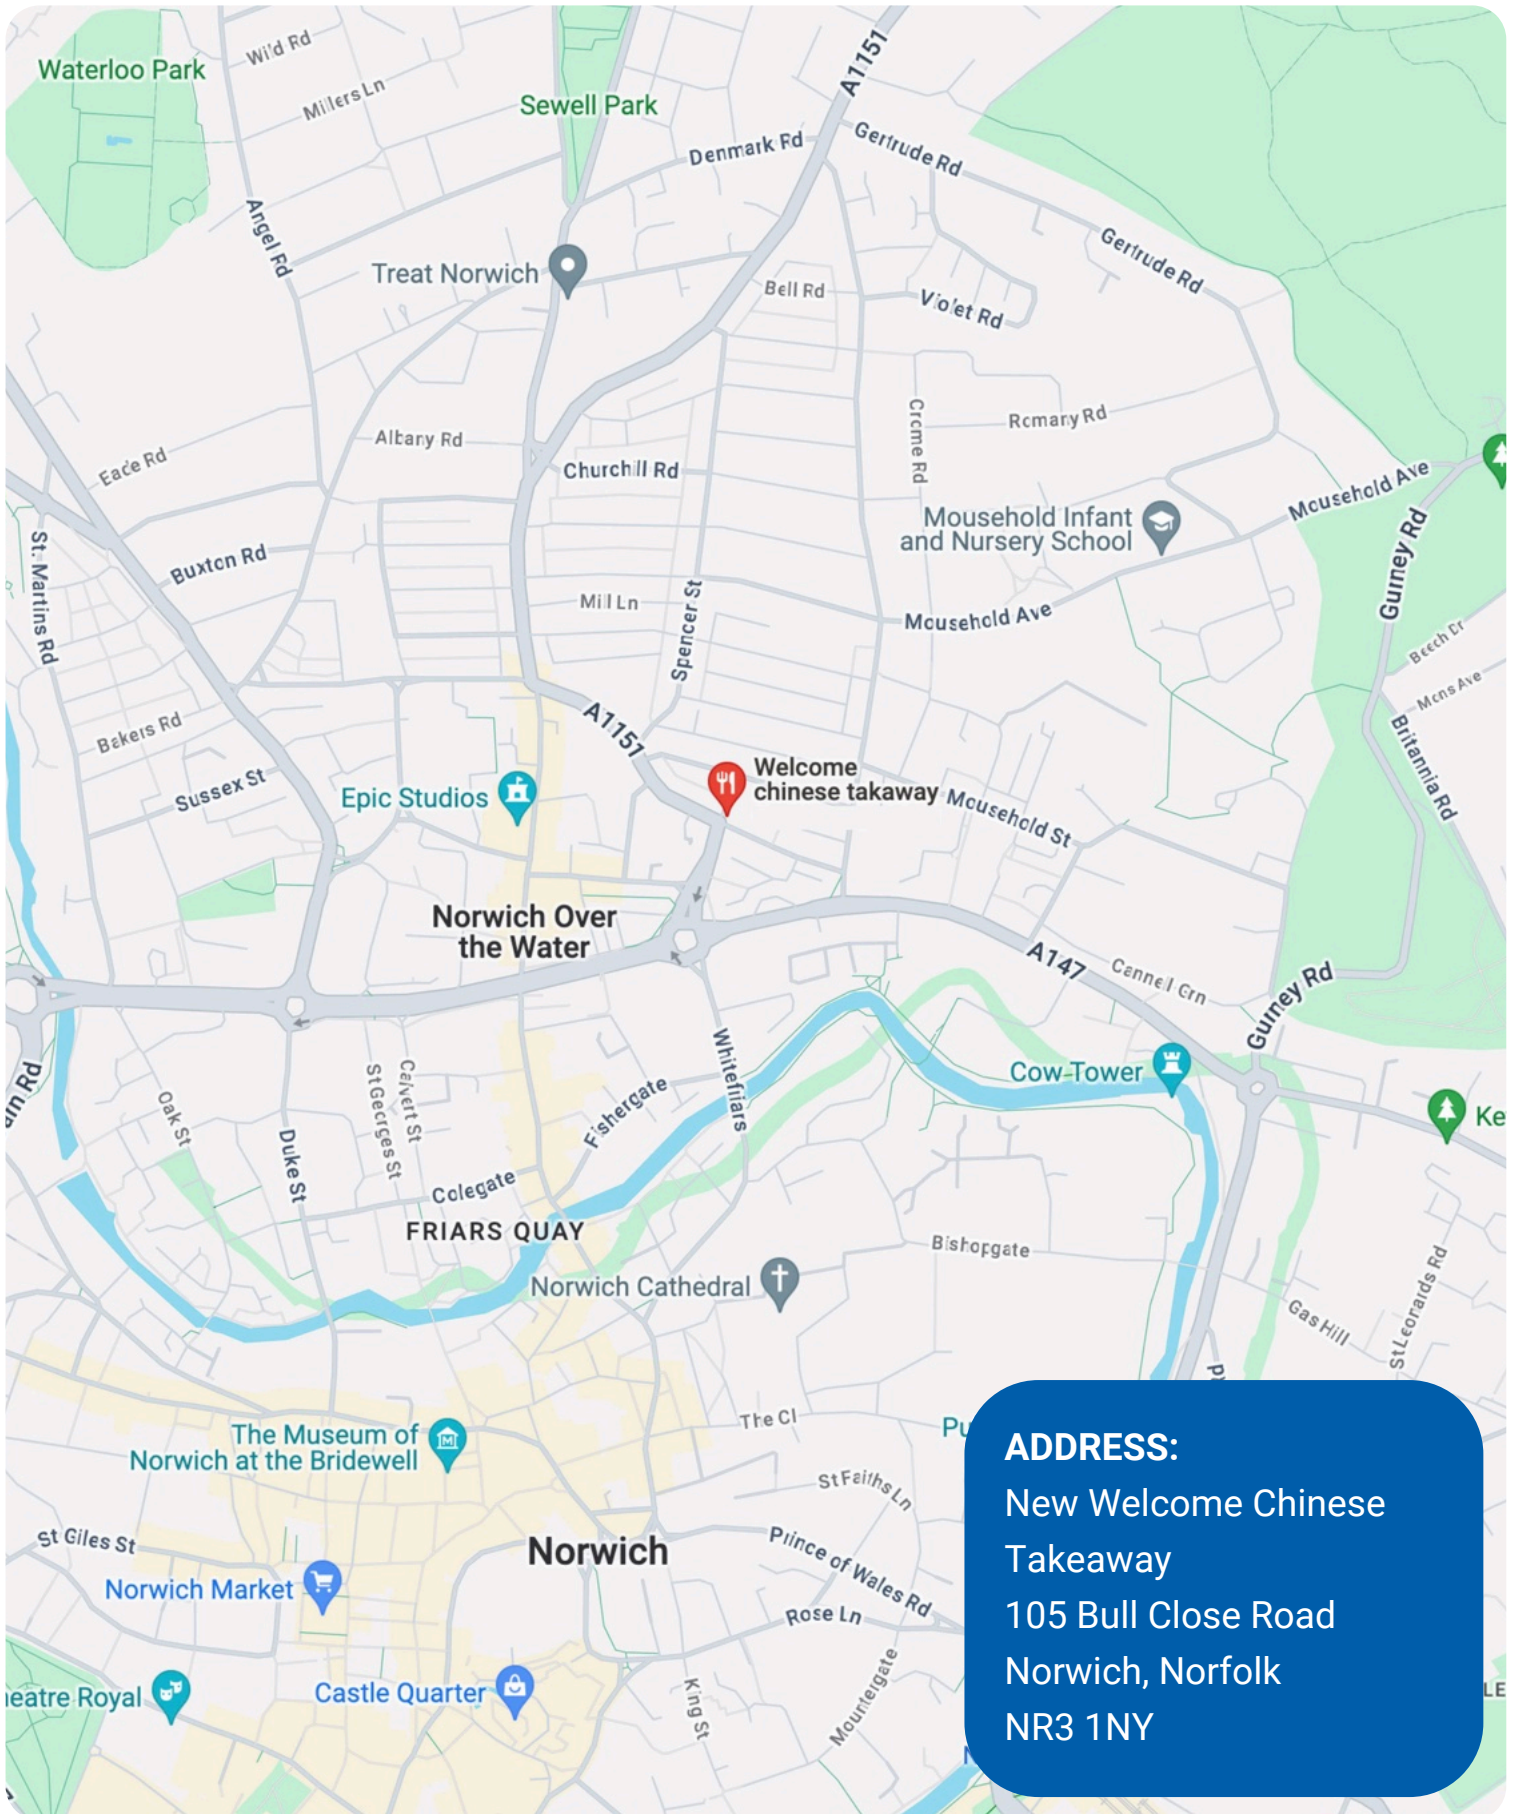 Waterloo Park
Wild Rd
Millers Ln
Sewell Park
A1151
Denmark Rd
Gertrude Rd
Angel Rd
Treat Norwich
Bell Rd
Violet Rd
Gertrude Rd
Albany Rd
Churchill Rd
Crome Rd
Romany Rd
Eade Rd
Mousehold Ave
Gurney Rd
Mousehold Infant
and Nursery School
St. Martins Rd
Buxton Rd
Mill Ln
Spencer St
Mousehold Ave
Beech Dr
Mons Ave
Bakers Rd
A1151
Britannia Rd
Sussex St
Epic Studios
Welcome
chinese takaway
Mousehold St
Norwich Over
the Water
A147
Cannell Grn
Gurney Rd
Whitefriars
Cow Tower
Oak St
St Georges St
Calvert St
Fishergate
Ke
Duke St
Colegate
FRIARS QUAY
Bishopgate
Norwich Cathedral
Gas Hill
St Leonards Rd
The Cl
The Museum of
Norwich at the Bridewell
Pu
St Faiths Ln
St Giles St
Norwich
Prince of Wales Rd
Norwich Market
Rose Ln
Mountergate
King St
eatre Royal
Castle Quarter
LE
ADDRESS:
New Welcome Chinese
Takeaway
105 Bull Close Road
Norwich, Norfolk
NR3 1NY